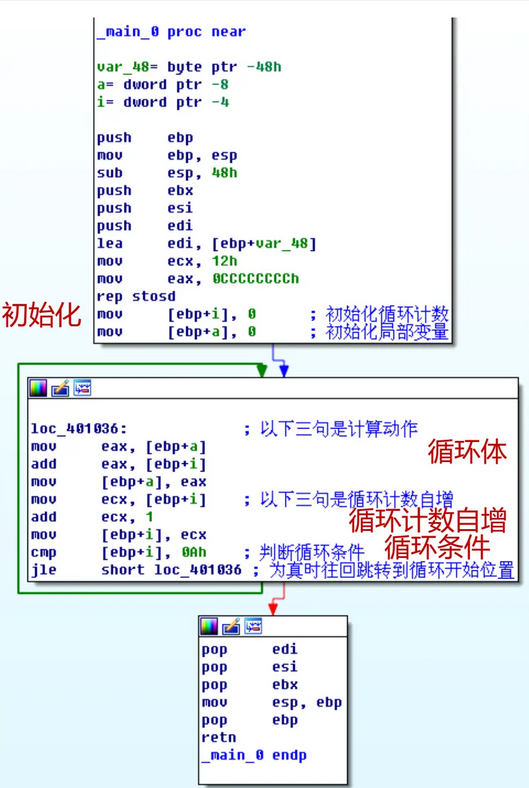 _main_0 proc near
var_48= byte ptr -48h
a= dword ptr -8
i= dword ptr -4
push ebp
mov ebp, esp
sub esp, 48h
push ebx
push esi
push edi
lea edi, [ebp+var_48]
mov ecx, 12h
mov eax, 0CCCCCCCCh
rep stosd
初始化
mov [ebp+i], 0 ; 初始化循环计数
mov [ebp+a], 0 ; 初始化局部变量
loc_401036: ; 以下三句是计算动作
mov eax, [ebp+a]
循环体
add eax, [ebp+i]
mov [ebp+a], eax
mov ecx, [ebp+i] ; 以下三句是循环计数自增
add ecx, 1
循环计数自增
mov [ebp+i], ecx
cmp [ebp+i], 0Ah ; 判断循环条件
循环条件
jle short loc_401036 ; 为真时往回跳转到循环开始位置
pop edi
pop esi
pop ebx
mov esp, ebp
pop ebp
retn
_main_0 endp